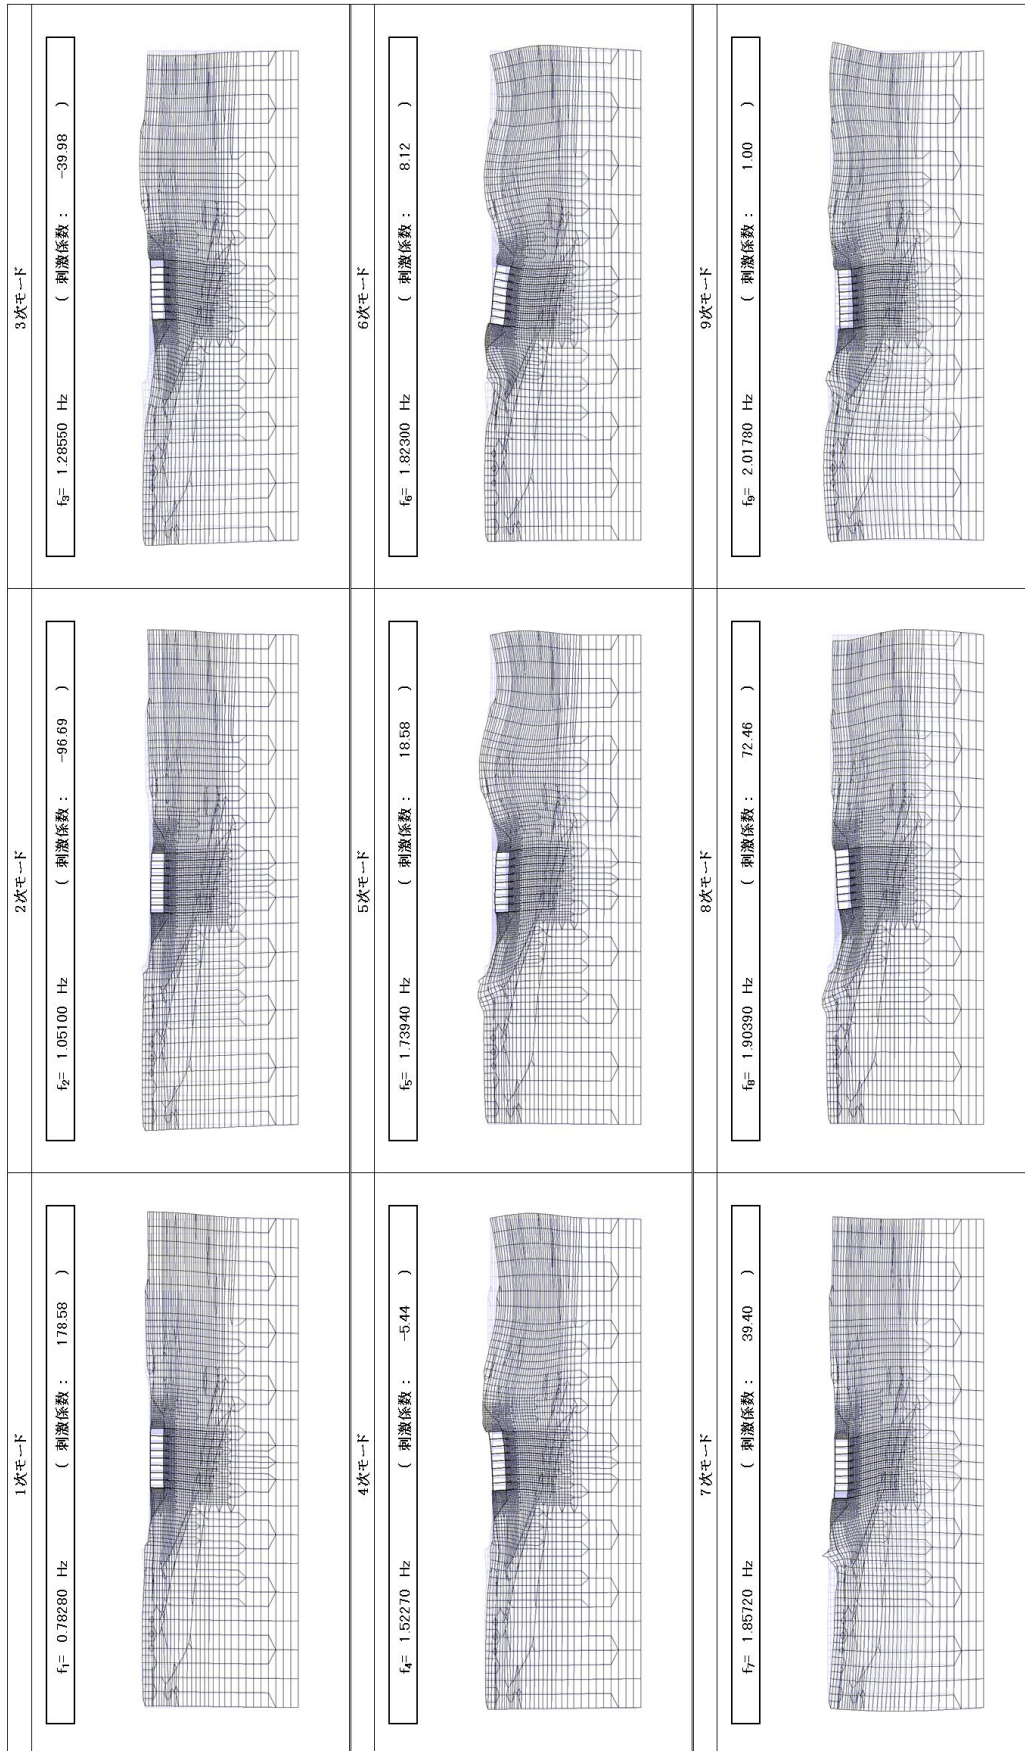 1次モード
f₁= 0.78280 Hz ( 刺激係数 : 178.58 )
2次モード
f₂= 1.05100 Hz ( 刺激係数 : -96.69 )
3次モード
f₃= 1.28550 Hz ( 刺激係数 : -39.98 )
4次モード
f₄= 1.52270 Hz ( 刺激係数 : -5.44 )
5次モード
f₅= 1.73940 Hz ( 刺激係数 : 18.58 )
6次モード
f₆= 1.82300 Hz ( 刺激係数 : 8.12 )
7次モード
f₇= 1.85720 Hz ( 刺激係数 : 39.40 )
8次モード
f₈= 1.90390 Hz ( 刺激係数 : 72.46 )
9次モード
f₉= 2.01780 Hz ( 刺激係数 : 1.00 )